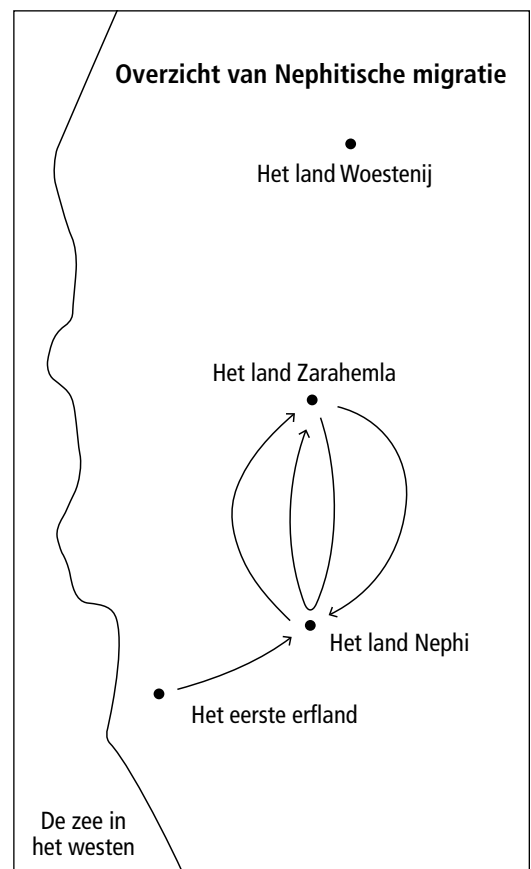 Overzicht van Nephitische migratie
Het land Woestenij
Het land Zarahemla
Het land Nephi
Het eerste erfland
De zee in
het westen